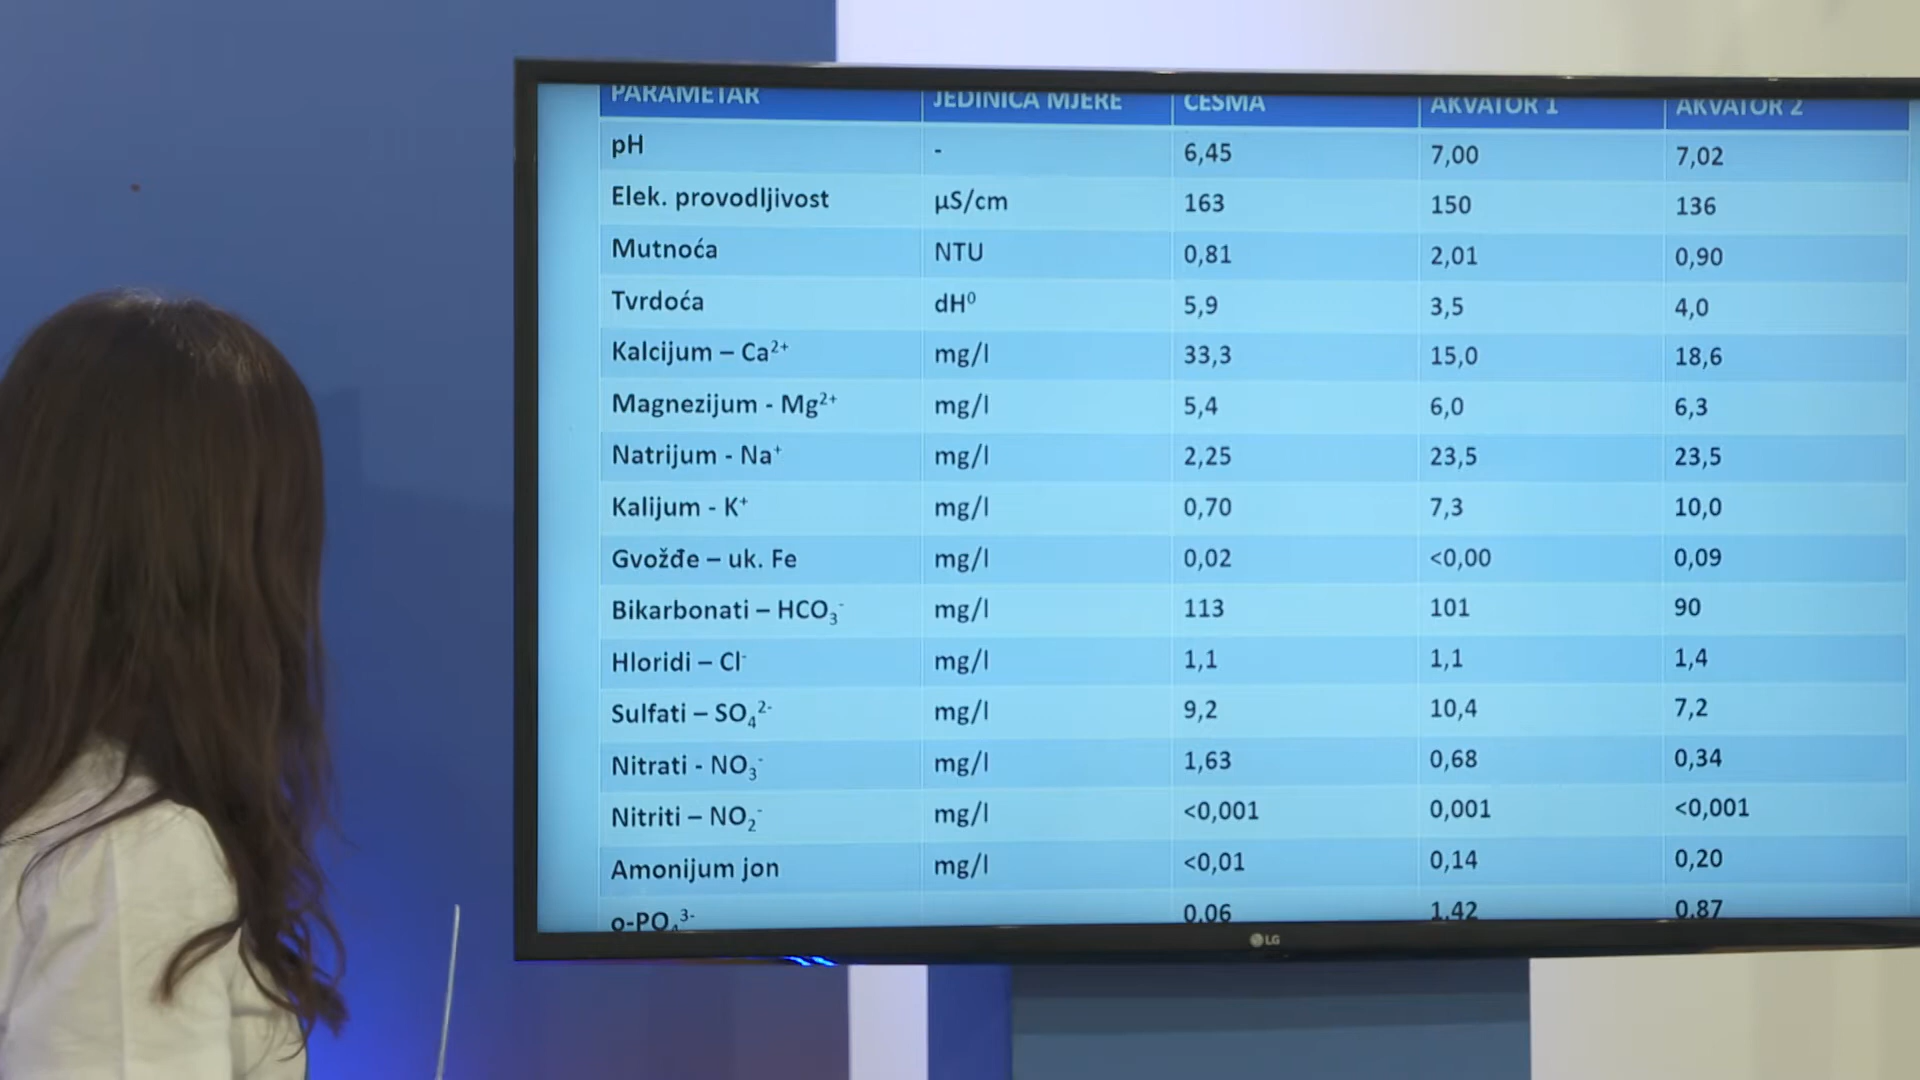 PARAMETAR JEDINICA MJERE ČESMA AKVATOR 1 AKVATOR 2
pH - 6,45 7,00 7,02
Elek. provodljivost µS/cm 163 150 136
Mutnoća NTU 0,81 2,01 0,90
Tvrdoća dH⁰ 5,9 3,5 4,0
Kalcijum – Ca²⁺ mg/l 33,3 15,0 18,6
Magnezijum - Mg²⁺ mg/l 5,4 6,0 6,3
Natrijum - Na⁺ mg/l 2,25 23,5 23,5
Kalijum - K⁺ mg/l 0,70 7,3 10,0
Gvožđe – uk. Fe mg/l 0,02 <0,00 0,09
Bikarbonati – HCO₃⁻ mg/l 113 101 90
Hloridi – Cl⁻ mg/l 1,1 1,1 1,4
Sulfati – SO₄²⁻ mg/l 9,2 10,4 7,2
Nitrati - NO₃⁻ mg/l 1,63 0,68 0,34
Nitriti – NO₂⁻ mg/l <0,001 0,001 <0,001
Amonijum jon mg/l <0,01 0,14 0,20
o-PO₄³⁻ 0,06 1,42 0,87
LG